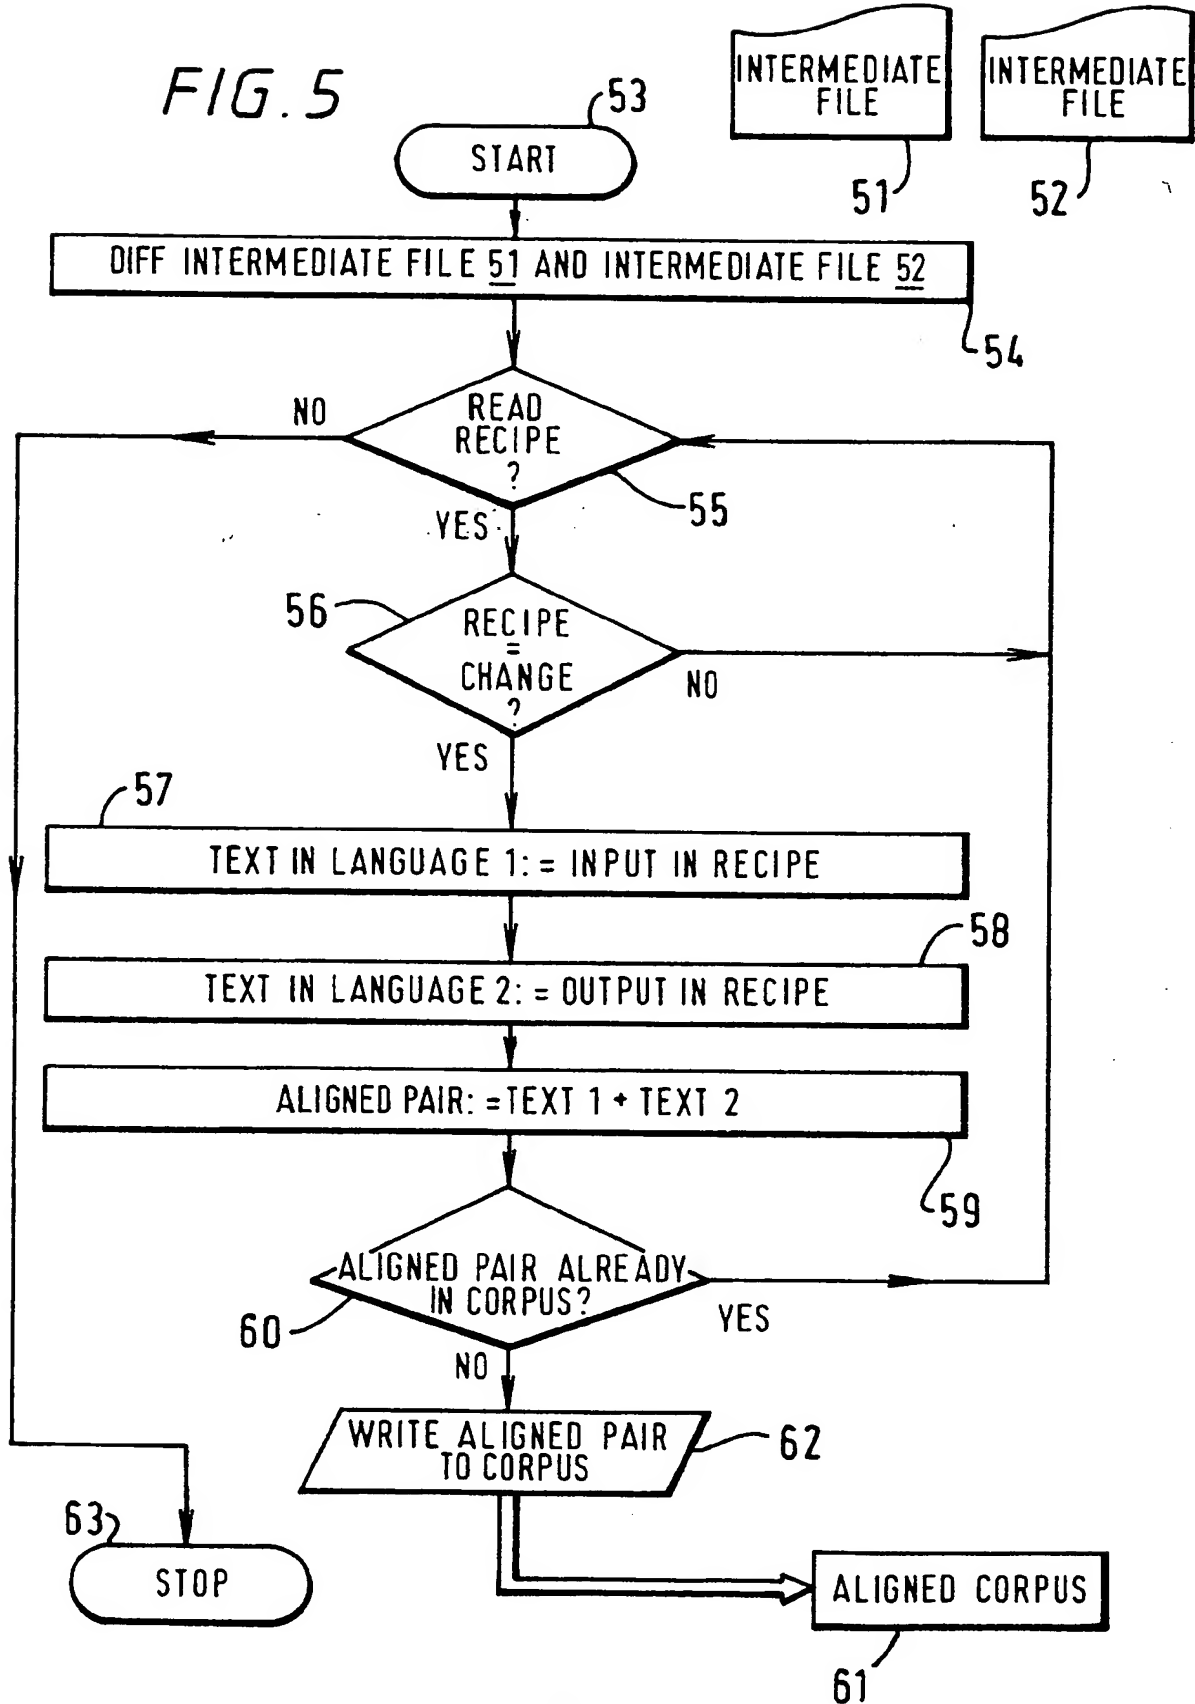 FIG. 5
INTERMEDIATE
FILE
51
INTERMEDIATE
FILE
52
53
START
DIFF INTERMEDIATE FILE 51 AND INTERMEDIATE FILE 52
54
READ
RECIPE
?
NO
YES
55
56
RECIPE
=
CHANGE
?
NO
YES
57
TEXT IN LANGUAGE 1: = INPUT IN RECIPE
58
TEXT IN LANGUAGE 2: = OUTPUT IN RECIPE
ALIGNED PAIR: = TEXT 1 + TEXT 2
59
ALIGNED PAIR ALREADY
IN CORPUS?
60
YES
NO
WRITE ALIGNED PAIR
TO CORPUS
62
63
STOP
ALIGNED CORPUS
61